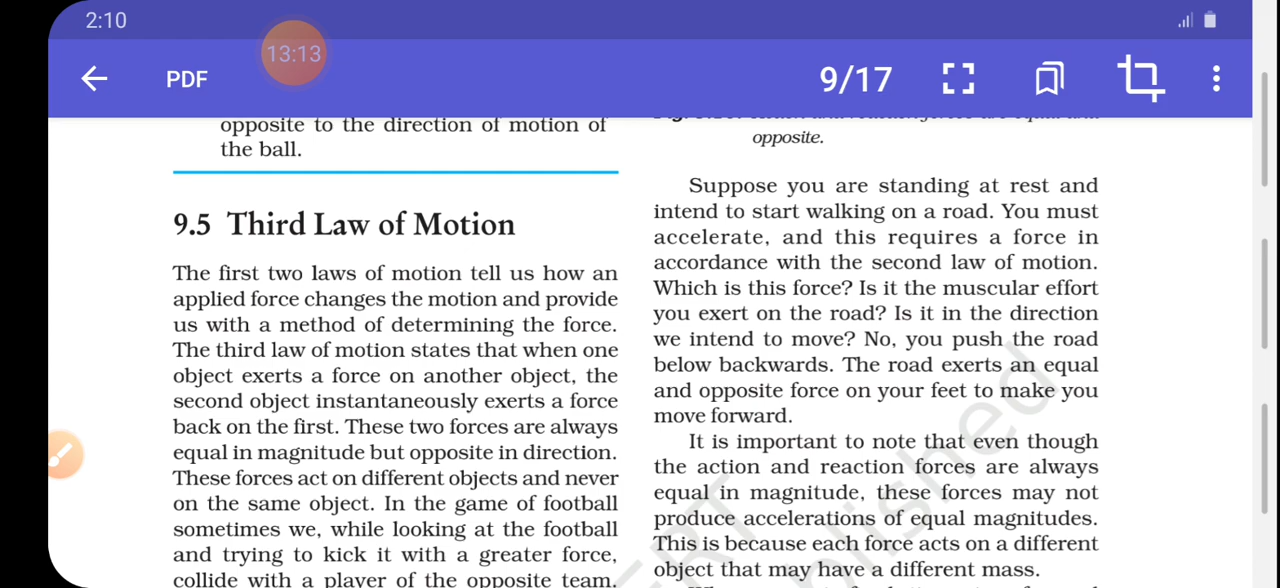 2:10
13:13
PDF
9/17
opposite to the direction of motion of
the ball.
9.5 Third Law of Motion
The first two laws of motion tell us how an
applied force changes the motion and provide
us with a method of determining the force.
The third law of motion states that when one
object exerts a force on another object, the
second object instantaneously exerts a force
back on the first. These two forces are always
equal in magnitude but opposite in direction.
These forces act on different objects and never
on the same object. In the game of football
sometimes we, while looking at the football
and trying to kick it with a greater force,
collide with a player of the opposite team.
opposite.
Suppose you are standing at rest and
intend to start walking on a road. You must
accelerate, and this requires a force in
accordance with the second law of motion.
Which is this force? Is it the muscular effort
you exert on the road? Is it in the direction
we intend to move? No, you push the road
below backwards. The road exerts an equal
and opposite force on your feet to make you
move forward.
It is important to note that even though
the action and reaction forces are always
equal in magnitude, these forces may not
produce accelerations of equal magnitudes.
This is because each force acts on a different
object that may have a different mass.